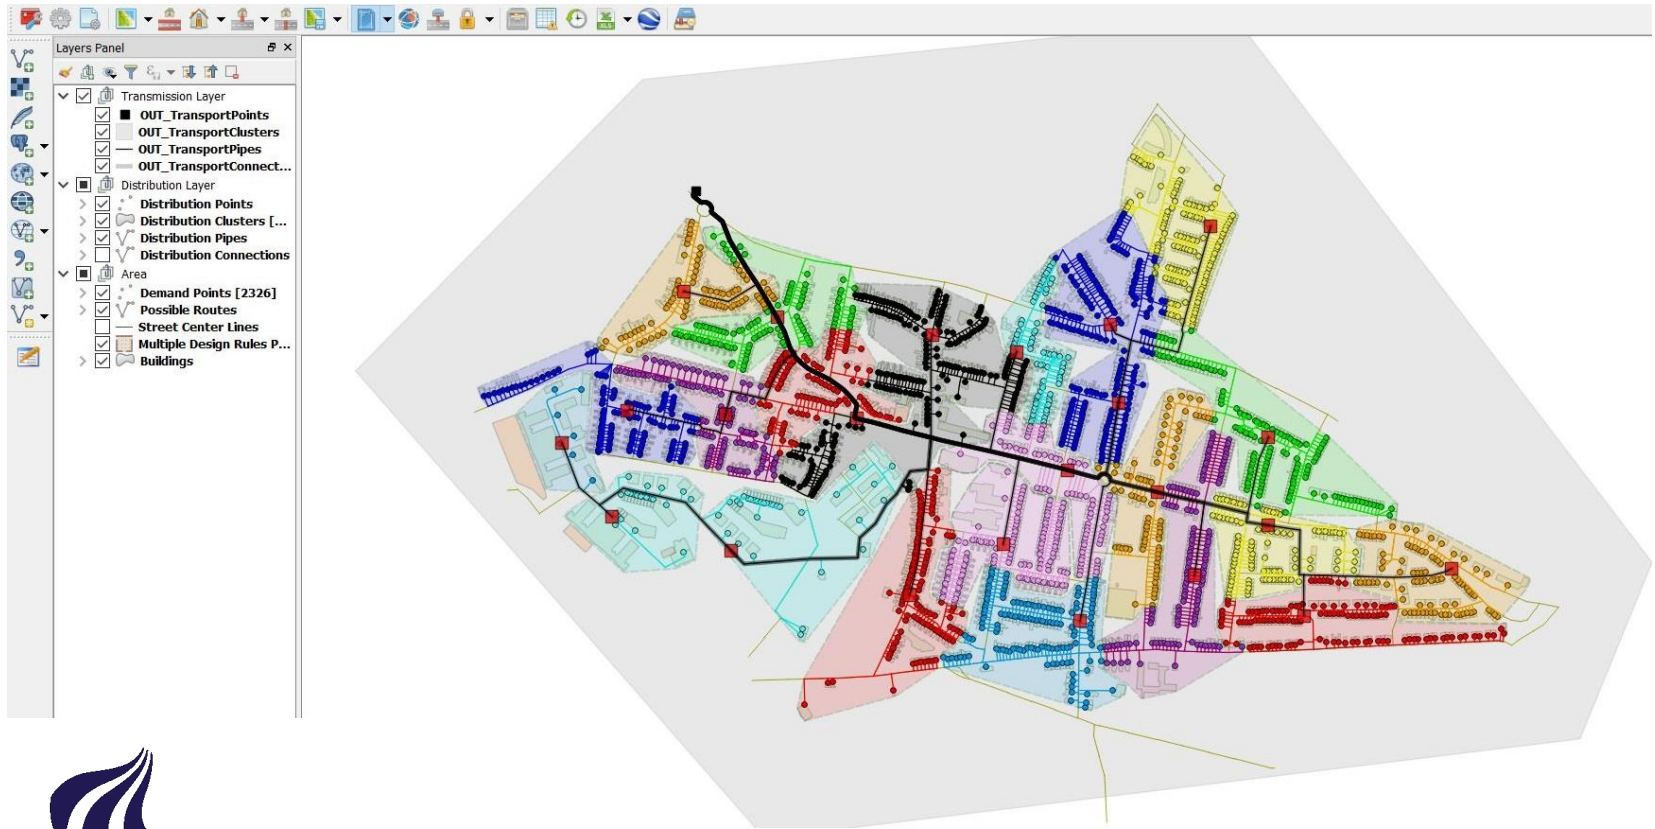 Layers Panel
Transmission Layer
OUT_TransportPoints
OUT_TransportClusters
OUT_TransportPipes
OUT_TransportConnect...
Distribution Layer
Distribution Points
Distribution Clusters [...
Distribution Pipes
Distribution Connections
Area
Demand Points [2326]
Possible Routes
Street Center Lines
Multiple Design Rules P...
Buildings